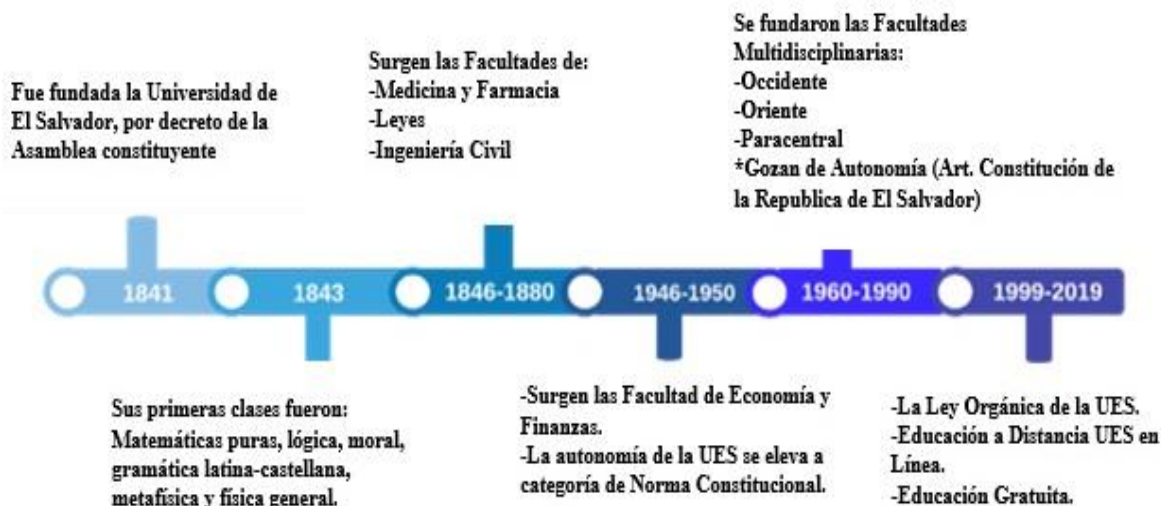 Fue fundada la Universidad de
El Salvador, por decreto de la
Asamblea constituyente
Surgen las Facultades de:
-Medicina y Farmacia
-Leyes
-Ingeniería Civil
Se fundaron las Facultades
Multidisciplinarias:
-Occidente
-Oriente
-Paracentral
*Gozan de Autonomía (Art. Constitución de
la Republica de El Salvador)
1841
1843
1846-1880
1946-1950
1960-1990
1999-2019
Sus primeras clases fueron:
Matemáticas puras, lógica, moral,
gramática latina-castellana,
metafísica y física general.
-Surgen las Facultad de Economía y
Finanzas.
-La autonomía de la UES se eleva a
categoría de Norma Constitucional.
-La Ley Orgánica de la UES.
-Educación a Distancia UES en
Línea.
-Educación Gratuita.